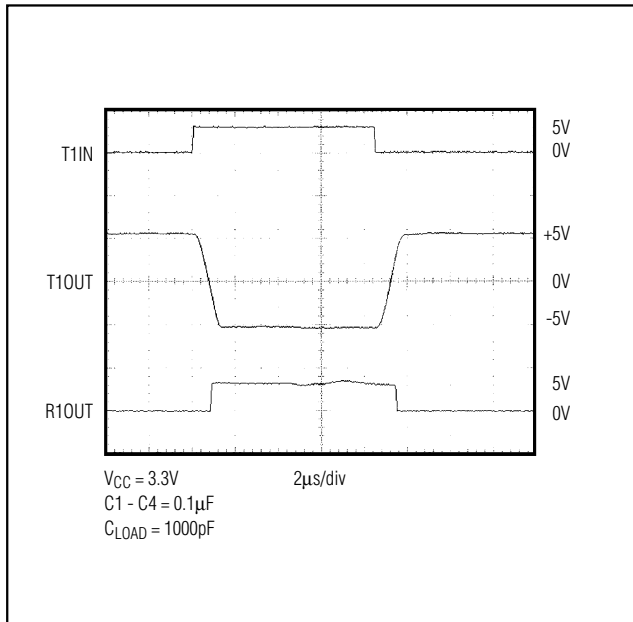 T1IN
5V
0V
T1OUT
+5V
0V
-5V
R1OUT
5V
0V
VCC = 3.3V
2μs/div
C1 - C4 = 0.1μF
CLOAD = 1000pF